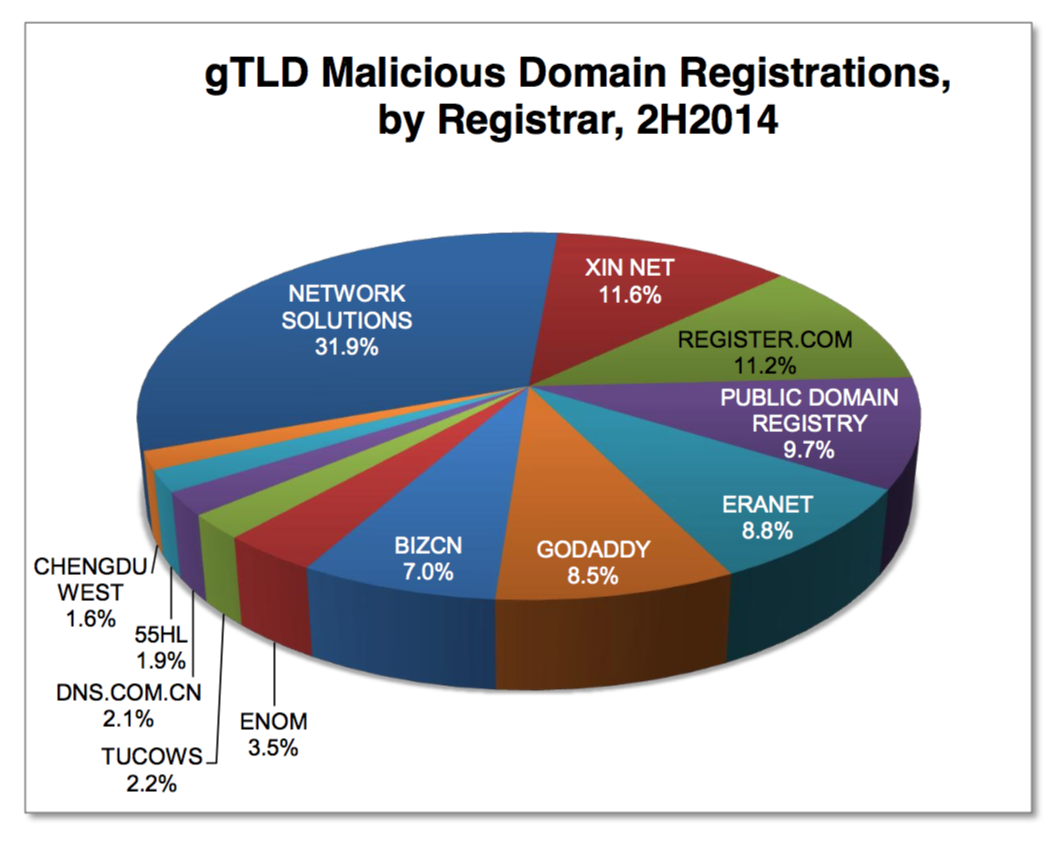 gTLD Malicious Domain Registrations,
by Registrar, 2H2014
NETWORK
SOLUTIONS
31.9%
XIN NET
11.6%
REGISTER.COM
11.2%
PUBLIC DOMAIN
REGISTRY
9.7%
ERANET
8.8%
GODADDY
8.5%
BIZCN
7.0%
ENOM
3.5%
TUCOWS
2.2%
DNS.COM.CN
2.1%
55HL
1.9%
CHENGDU
WEST
1.6%